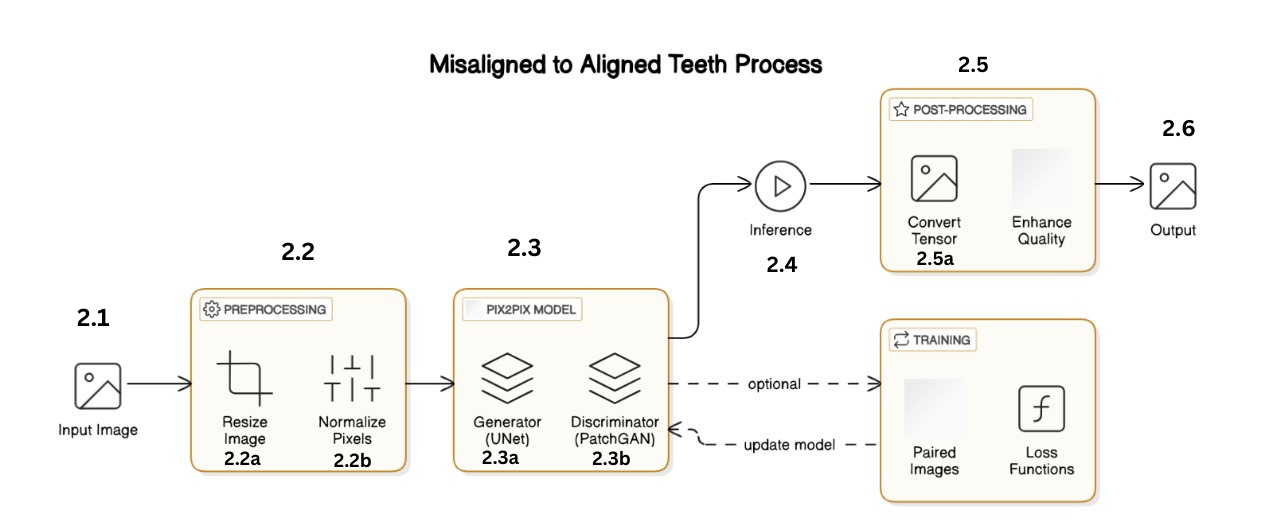 Misaligned to Aligned Teeth Process
2.1
Input Image
2.2
PREPROCESSING
Resize
Image
2.2a
Normalize
Pixels
2.2b
2.3
PIX2PIX MODEL
Generator
(UNet)
2.3a
Discriminator
(PatchGAN)
2.3b
Inference
2.4
2.5
POST-PROCESSING
Convert
Tensor
2.5a
Enhance
Quality
2.6
Output
optional
update model
TRAINING
Paired
Images
f
Loss
Functions